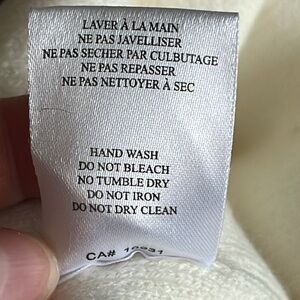 LAVER À LA MAIN
NE PAS JAVELLISER
NE PAS SECHER PAR CULBUTAGE
NE PAS REPASSER
NE PAS NETTOYER À SEC
HAND WASH
DO NOT BLEACH
NO TUMBLE DRY
DO NOT IRON
DO NOT DRY CLEAN
CA#